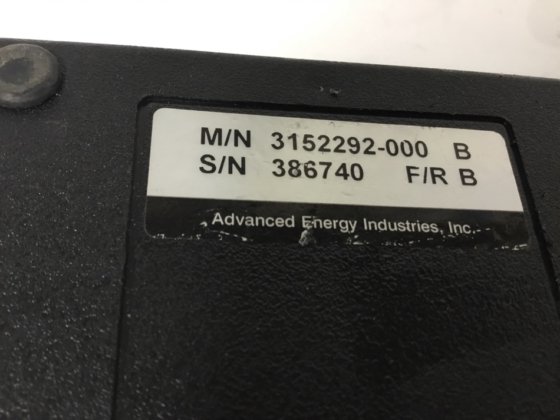 M/N 3152292-000 B
S/N 386740 F/R B
Advanced Energy Industries, Inc.